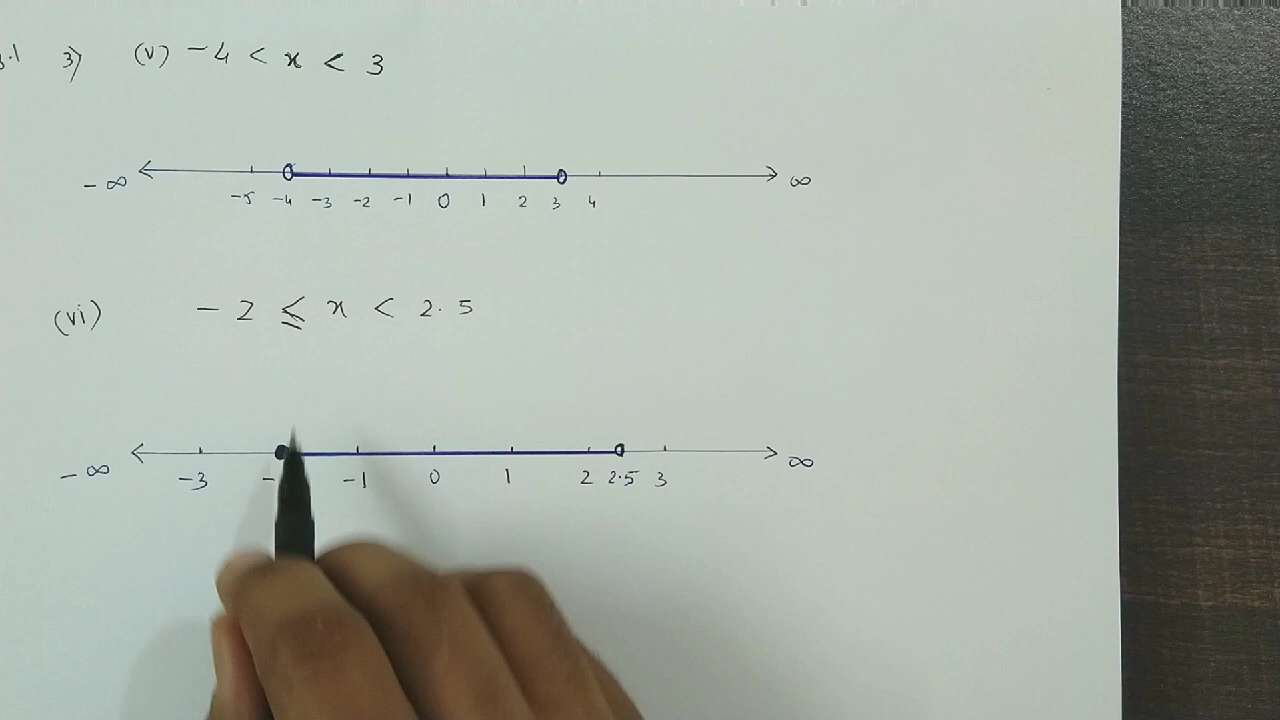 3) (v) -4 < x < 3
-∞ -5 -4 -3 -2 -1 0 1 2 3 4 ∞
(vi) -2 ≤ x < 2.5
-∞ -3 - -1 0 1 2 2.5 3 ∞